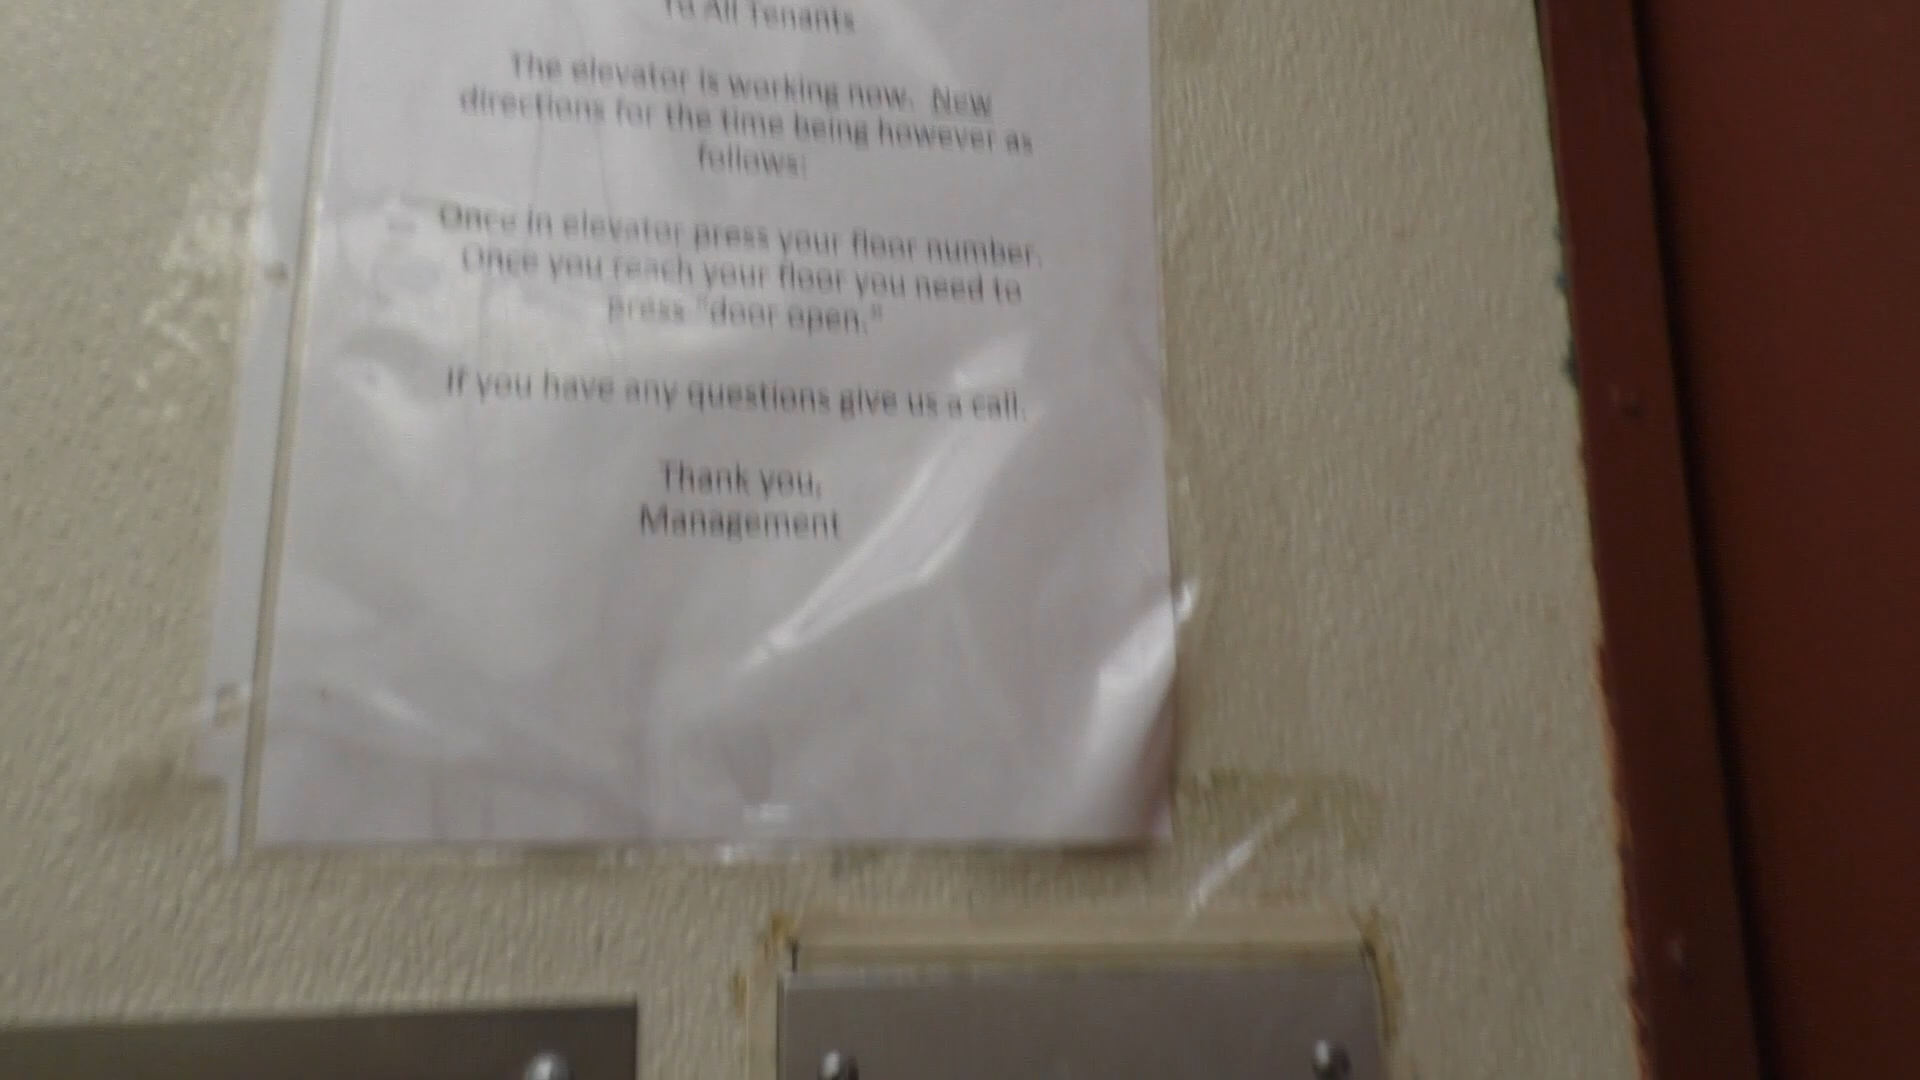 To All Tenants
The elevator is working now. New
directions for the time being however as
follows:
Once in elevator press your floor number.
Once you reach your floor you need to
press "door open."
If you have any questions give us a call.
Thank you,
Management